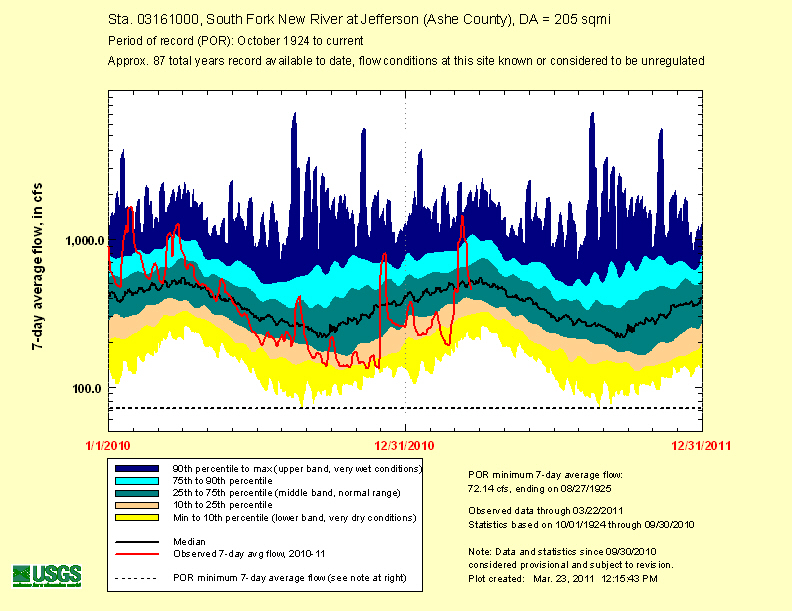 Sta. 03161000, South Fork New River at Jefferson (Ashe County), DA = 205 sqmi
Period of record (POR): October 1924 to current
Approx. 87 total years record available to date, flow conditions at this site known or considered to be unregulated
7-day average flow, in cfs
1,000.0
100.0
1/1/2010 12/31/2010 12/31/2011
90th percentile to max (upper band, very wet conditions)
75th to 90th percentile
25th to 75th percentile (middle band, normal range)
10th to 25th percentile
Min to 10th percentile (lower band, very dry conditions)
Median
Observed 7-day avg flow, 2010-11
POR minimum 7-day average flow (see note at right)
POR minimum 7-day average flow:
72.14 cfs, ending on 08/27/1925
Observed data through 03/22/2011
Statistics based on 10/01/1924 through 09/30/2010
Note: Data and statistics since 09/30/2010
considered provisional and subject to revision.
Plot created: Mar. 23, 2011 12:15:43 PM
USGS